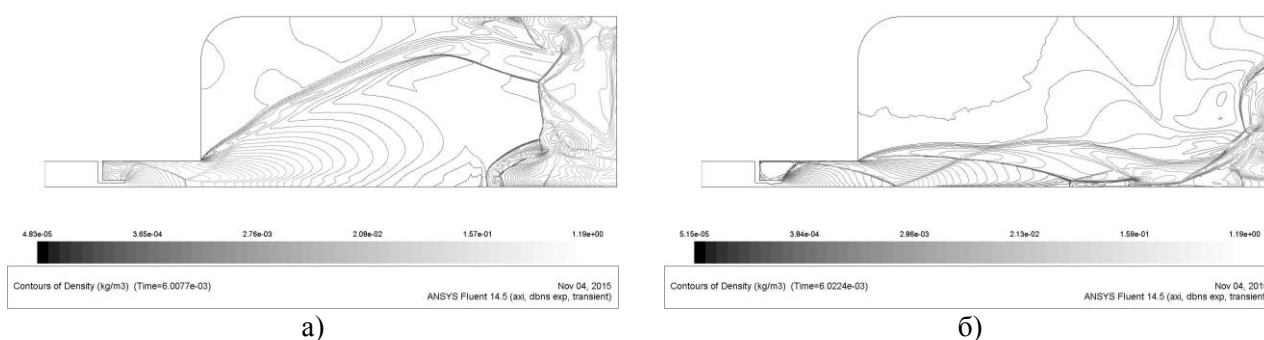 4.83e-05 3.65e-04 2.76e-03 2.09e-02 1.57e-01 1.19e+00
Contours of Density (kg/m3) (Time=6.0077e-03)
Nov 04, 2015
ANSYS Fluent 14.5 (axi, dbns exp, transient)
а)
5.15e-05 3.84e-04 2.86e-03 2.13e-02 1.59e-01 1.19e+00
Contours of Density (kg/m3) (Time=6.0224e-03)
Nov 04, 2015
ANSYS Fluent 14.5 (axi, dbns exp, transient
б)